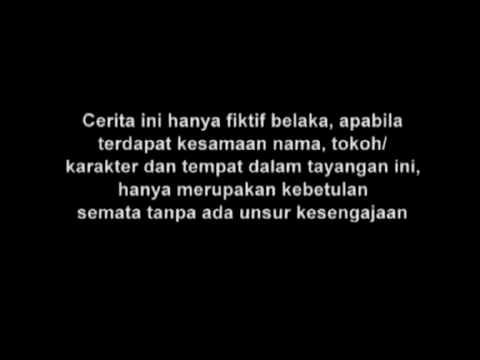 Cerita ini hanya fiktif belaka, apabila
terdapat kesamaan nama, tokoh/
karakter dan tempat dalam tayangan ini,
hanya merupakan kebetulan
semata tanpa ada unsur kesengajaan